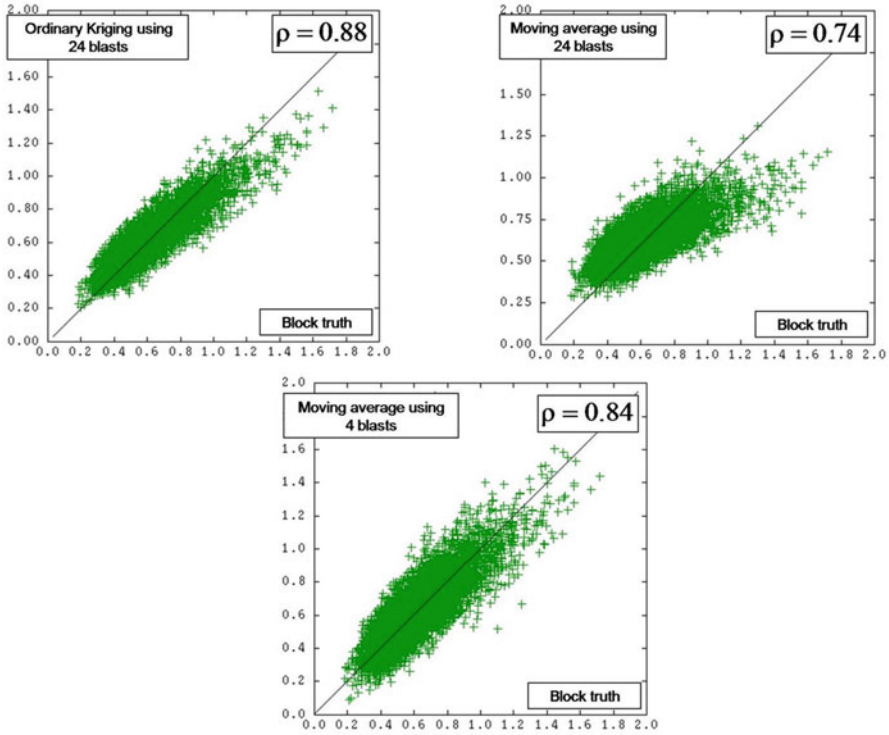 2.00
Ordinary Kriging using
24 blasts
ρ = 0.88
1.60
1.40
1.20
1.00
0.80
0.60
0.40
0.20
0.00
Block truth
0.0 0.2 0.4 0.6 0.8 1.0 1.2 1.4 1.6 1.8 2.0
2.00
Moving average using
24 blasts
ρ = 0.74
1.50
1.25
1.00
0.75
0.50
0.25
0.00
Block truth
0.0 0.2 0.4 0.6 0.8 1.0 1.2 1.4 1.6 1.8 2.0
2.0
Moving average using
4 blasts
ρ = 0.84
1.6
1.4
1.2
1.0
0.8
0.6
0.4
0.2
0.0
Block truth
0.0 0.2 0.4 0.6 0.8 1.0 1.2 1.4 1.6 1.8 2.0